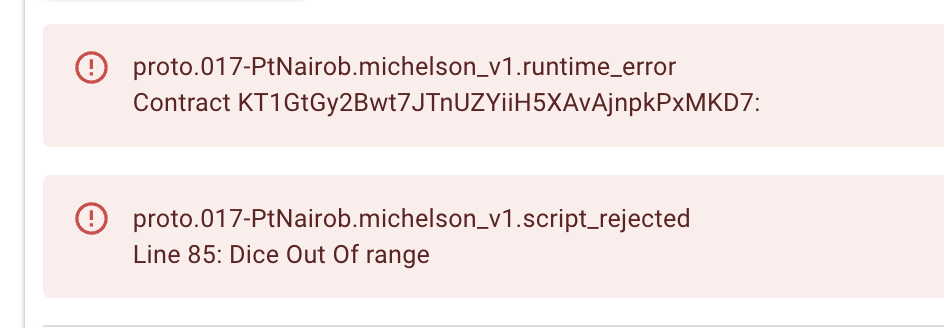 proto.017-PtNairob.michelson_v1.runtime_error
Contract KT1GtGy2Bwt7JTnUZYiiH5XAvAjnpkPxMKD7:
proto.017-PtNairob.michelson_v1.script_rejected
Line 85: Dice Out Of range